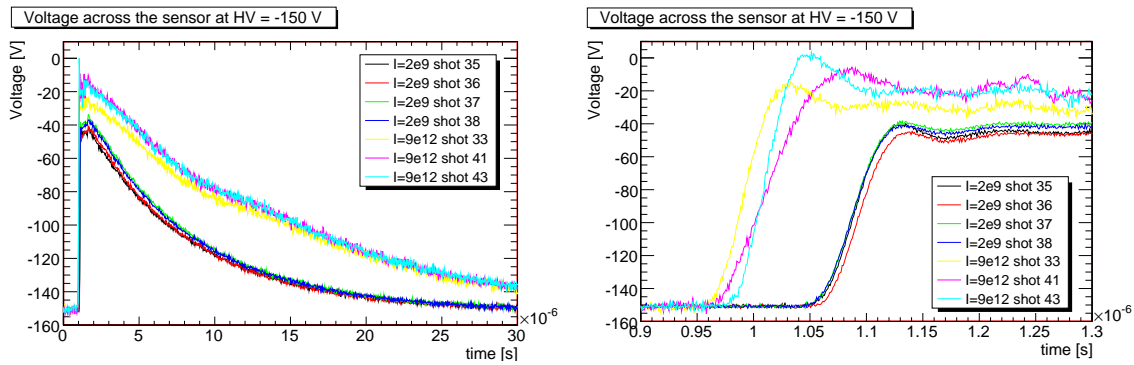 Voltage across the sensor at HV = -150 V
Voltage [V]
0
-20
-40
-60
-80
-100
-120
-140
-160
I=2e9 shot 35
I=2e9 shot 36
I=2e9 shot 37
I=2e9 shot 38
I=9e12 shot 33
I=9e12 shot 41
I=9e12 shot 43
0 5 10 15 20 25 30
×10-6
time [s]
Voltage across the sensor at HV = -150 V
Voltage [V]
0
-20
-40
-60
-80
-100
-120
-140
-160
I=2e9 shot 35
I=2e9 shot 36
I=2e9 shot 37
I=2e9 shot 38
I=9e12 shot 33
I=9e12 shot 41
I=9e12 shot 43
0.9 0.95 1 1.05 1.1 1.15 1.2 1.25 1.3
×10-6
time [s]